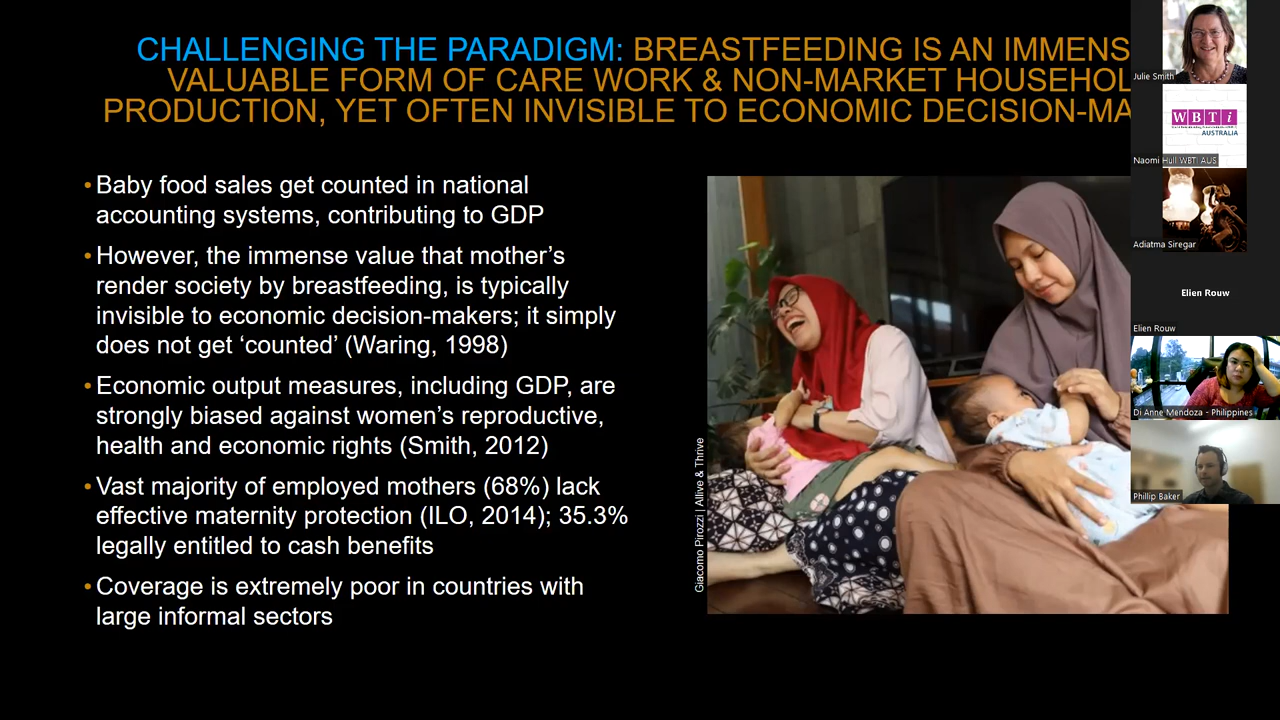 CHALLENGING THE PARADIGM: BREASTFEEDING IS AN IMMENS
VALUABLE FORM OF CARE WORK & NON-MARKET HOUSEHOL
PRODUCTION, YET OFTEN INVISIBLE TO ECONOMIC DECISION-MA
•Baby food sales get counted in national
accounting systems, contributing to GDP
•However, the immense value that mother’s
render society by breastfeeding, is typically
invisible to economic decision-makers; it simply
does not get ‘counted’ (Waring, 1998)
•Economic output measures, including GDP, are
strongly biased against women’s reproductive,
health and economic rights (Smith, 2012)
•Vast majority of employed mothers (68%) lack
effective maternity protection (ILO, 2014); 35.3%
legally entitled to cash benefits
•Coverage is extremely poor in countries with
large informal sectors
Giacomo Pirozzi | Allive & Thrive
Julie Smith
WBTi
AUSTRALIA
Naomi Hull WBTI AUS
Adiatma Siregar
Elien Rouw
Elien Rouw
Di Anne Mendoza - Philippines
Phillip Baker